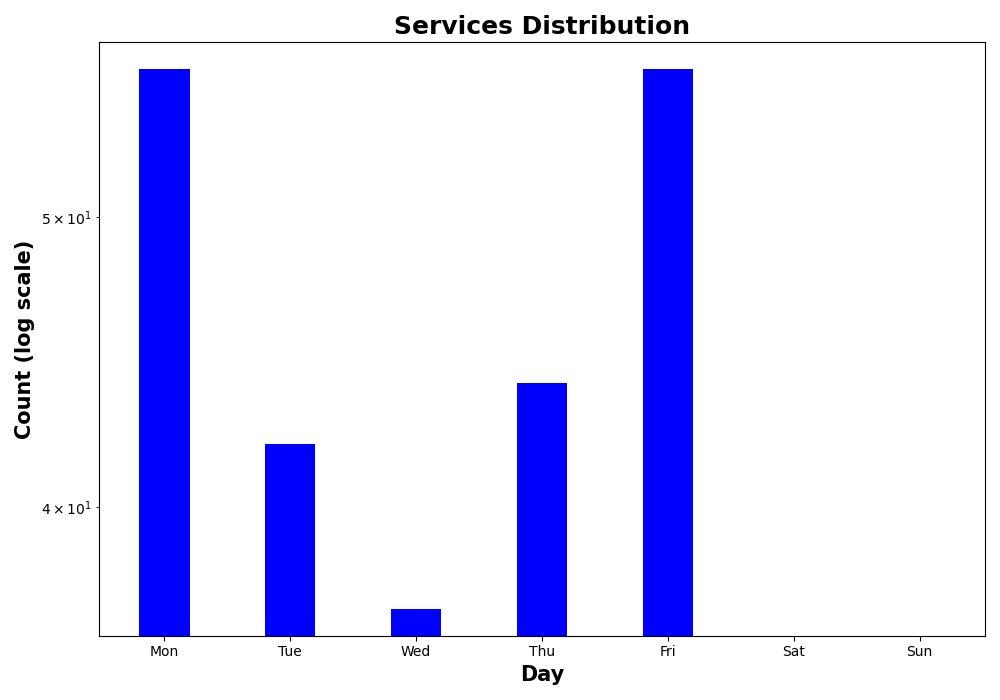 Services Distribution
Count (log scale)
5 × 10¹
4 × 10¹
Mon Tue Wed Thu Fri Sat Sun
Day